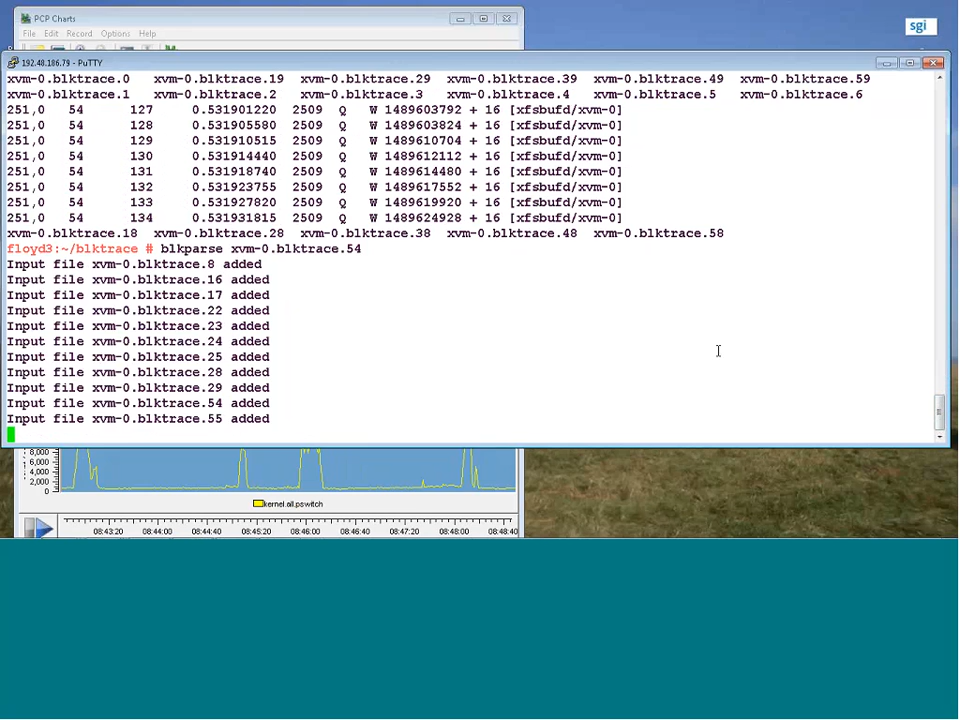 PCP Charts
sgi
File Edit Record Options Help
192.48.186.79 - PuTTY
xvm-0.blktrace.0 xvm-0.blktrace.19 xvm-0.blktrace.29 xvm-0.blktrace.39 xvm-0.blktrace.49 xvm-0.blktrace.59
xvm-0.blktrace.1 xvm-0.blktrace.2 xvm-0.blktrace.3 xvm-0.blktrace.4 xvm-0.blktrace.5 xvm-0.blktrace.6
251,0 54 127 0.531901220 2509 Q W 1489603792 + 16 [xfsbufd/xvm-0]
251,0 54 128 0.531905580 2509 Q W 1489603824 + 16 [xfsbufd/xvm-0]
251,0 54 129 0.531910515 2509 Q W 1489610704 + 16 [xfsbufd/xvm-0]
251,0 54 130 0.531914440 2509 Q W 1489612112 + 16 [xfsbufd/xvm-0]
251,0 54 131 0.531918740 2509 Q W 1489614480 + 16 [xfsbufd/xvm-0]
251,0 54 132 0.531923755 2509 Q W 1489617552 + 16 [xfsbufd/xvm-0]
251,0 54 133 0.531927820 2509 Q W 1489619920 + 16 [xfsbufd/xvm-0]
251,0 54 134 0.531931815 2509 Q W 1489624928 + 16 [xfsbufd/xvm-0]
xvm-0.blktrace.18 xvm-0.blktrace.28 xvm-0.blktrace.38 xvm-0.blktrace.48 xvm-0.blktrace.58
floyd3:~/blktrace # blkparse xvm-0.blktrace.54
Input file xvm-0.blktrace.8 added
Input file xvm-0.blktrace.16 added
Input file xvm-0.blktrace.17 added
Input file xvm-0.blktrace.22 added
Input file xvm-0.blktrace.23 added
Input file xvm-0.blktrace.24 added
Input file xvm-0.blktrace.25 added
Input file xvm-0.blktrace.28 added
Input file xvm-0.blktrace.29 added
Input file xvm-0.blktrace.54 added
Input file xvm-0.blktrace.55 added
8,000
6,000
4,000
2,000
0
kernel.all.pswitch
08:43:20 08:44:00 08:44:40 08:45:20 08:46:00 08:46:40 08:47:20 08:48:00 08:48:40